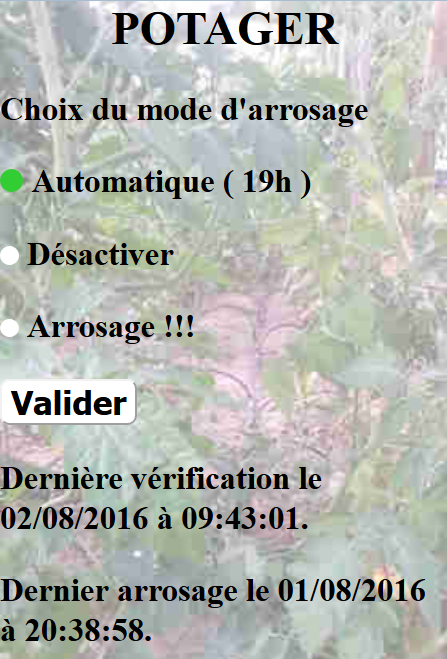 POTAGER
Choix du mode d'arrosage
Automatique ( 19h )
Désactiver
Arrosage !!!
Valider
Dernière vérification le
02/08/2016 à 09:43:01.
Dernier arrosage le 01/08/2016
à 20:38:58.